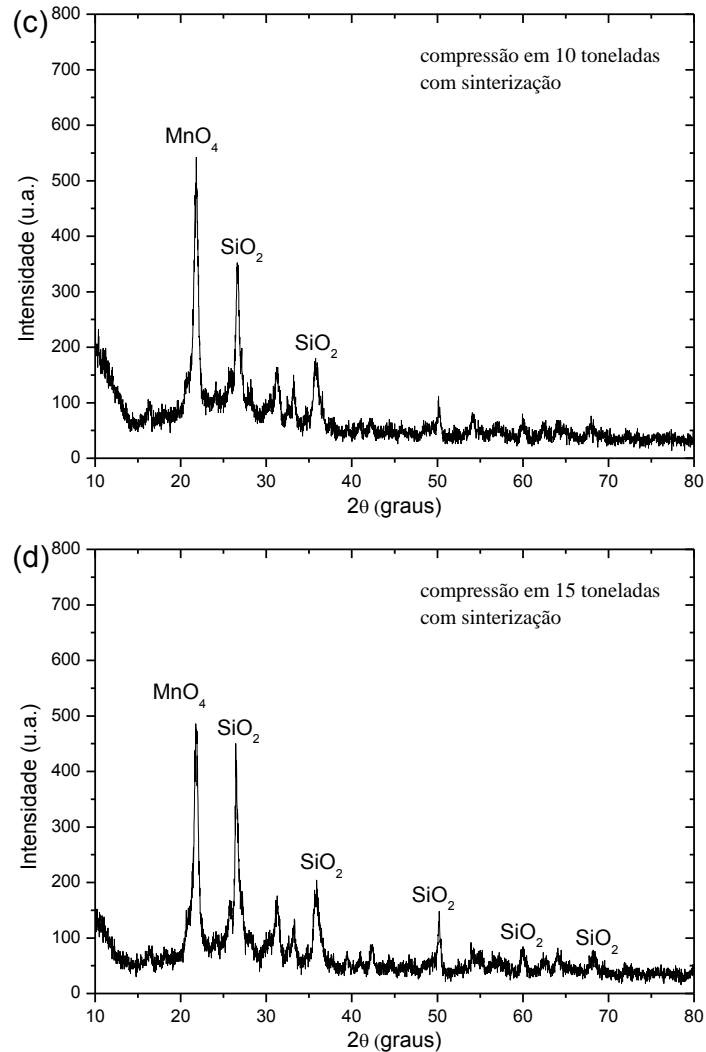 (c)
800
700
600
500
400
300
200
100
0
Intensidade (u.a.)
compressão em 10 toneladas
com sinterização
MnO₄
SiO₂
SiO₂
10 20 30 40 50 60 70 80
2θ (graus)
(d)
800
700
600
500
400
300
200
100
0
Intensidade (u.a.)
compressão em 15 toneladas
com sinterização
MnO₄
SiO₂
SiO₂
SiO₂
SiO₂
SiO₂
10 20 30 40 50 60 70 80
2θ (graus)